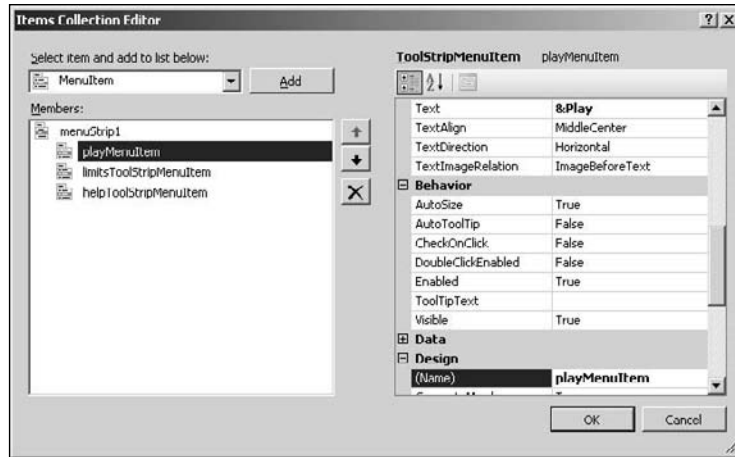 Items Collection Editor
Select item and add to list below:
MenuItem
Add
Members:
menuStrip1
playMenuItem
limitsToolStripMenuItem
helpToolStripMenuItem
ToolStripMenuItem playMenuItem
Text &Play
TextAlign MiddleCenter
TextDirection Horizontal
TextImageRelation ImageBeforeText
Behavior
AutoSize True
AutoToolTip False
CheckOnClick False
DoubleClickEnabled False
Enabled True
ToolTipText
Visible True
Data
Design
(Name) playMenuItem
OK
Cancel